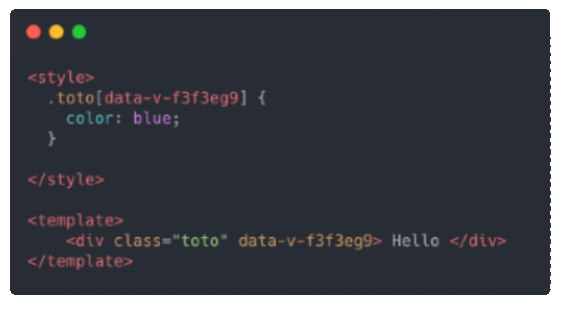 <style>
.toto[data-v-f3f3eg9] {
color: blue;
}
</style>
<template>
<div class="toto" data-v-f3f3eg9> Hello </div>
</template>